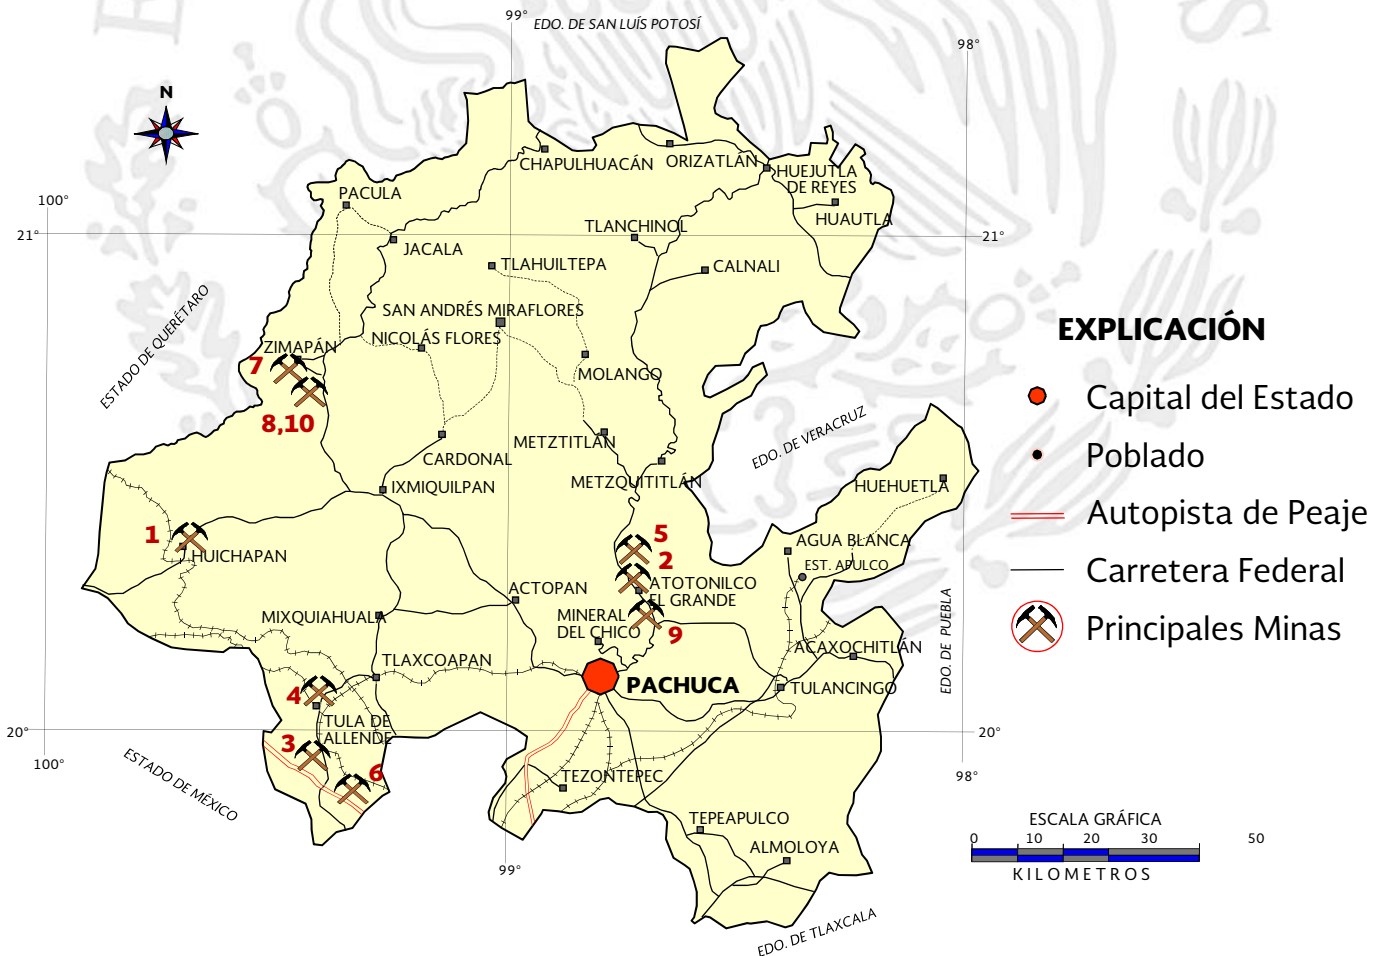 99°
EDO. DE SAN LUÍS POTOSÍ
98°
N
CHAPULHUACÁN
ORIZATLÁN
HUEJUTLA
DE REYES
PACULA
100°
HUAUTLA
TLANCHINOL
21°
21°
JACALA
TLAHUILTEPA
CALNALI
ESTADO DE QUERÉTARO
SAN ANDRÉS MIRAFLORES
NICOLÁS FLORES
ZIMAPÁN
7
MOLANGO
8,10
EXPLICACIÓN
Capital del Estado
Poblado
Autopista de Peaje
Carretera Federal
Principales Minas
EDO. DE VERACRUZ
METZTITLÁN
CARDONAL
IXMIQUILPAN
METZQUITITLÁN
HUEHUETLA
1
HUICHAPAN
5
2
AGUA BLANCA
EST. APULCO
ATOTONILCO
EL GRANDE
ACTOPAN
MIXQUIAHUALA
MINERAL
DEL CHICO
9
EDO. DE PUEBLA
ACAXOCHITLÁN
TLAXCOAPAN
PACHUCA
TULANCINGO
4
TULA DE
ALLENDE
20°
20°
3
6
100°
98°
ESTADO DE MÉXICO
TEZONTEPEC
TEPEAPULCO
ALMOLOYA
99°
EDO. DE TLAXCALA
ESCALA GRÁFICA
0 10 20 30 50
KILOMETROS